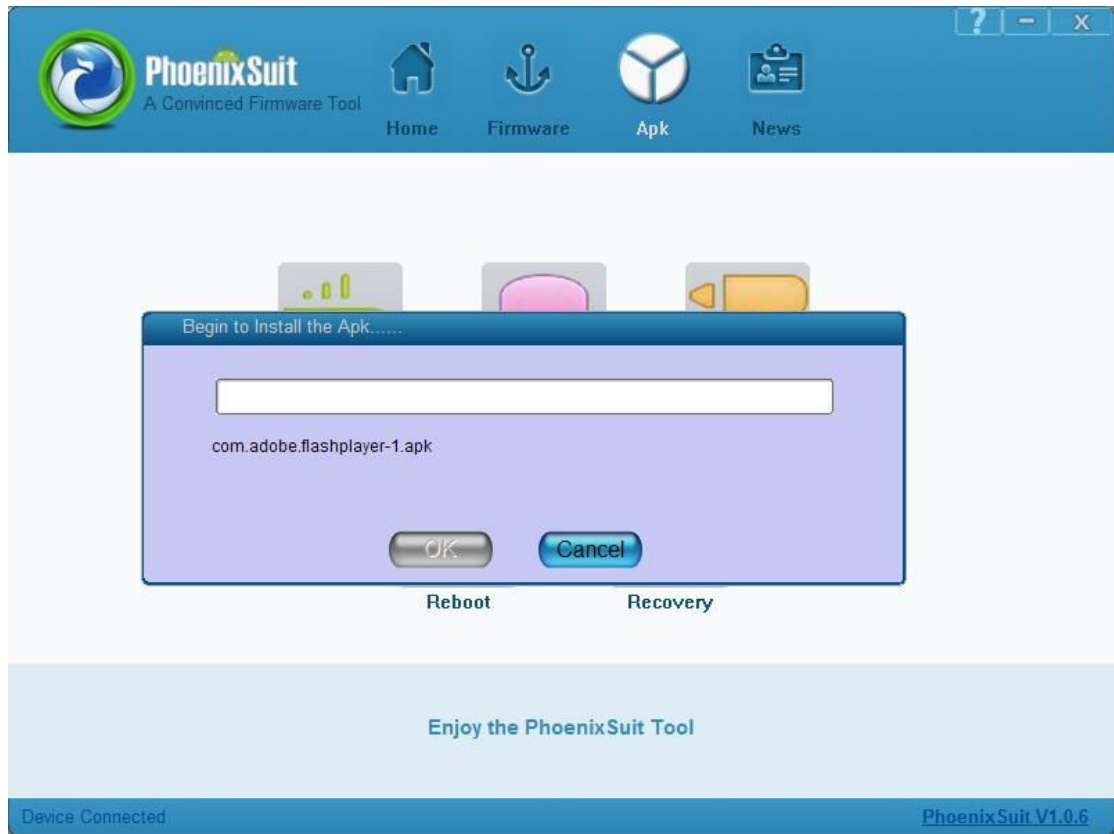 ? - X
PhoenixSuit
A Convinced Firmware Tool
Home Firmware Apk News
Begin to Install the Apk......
com.adobe.flashplayer-1.apk
OK Cancel
Reboot Recovery
Enjoy the PhoenixSuit Tool
Device Connected PhoenixSuit V1.0.6